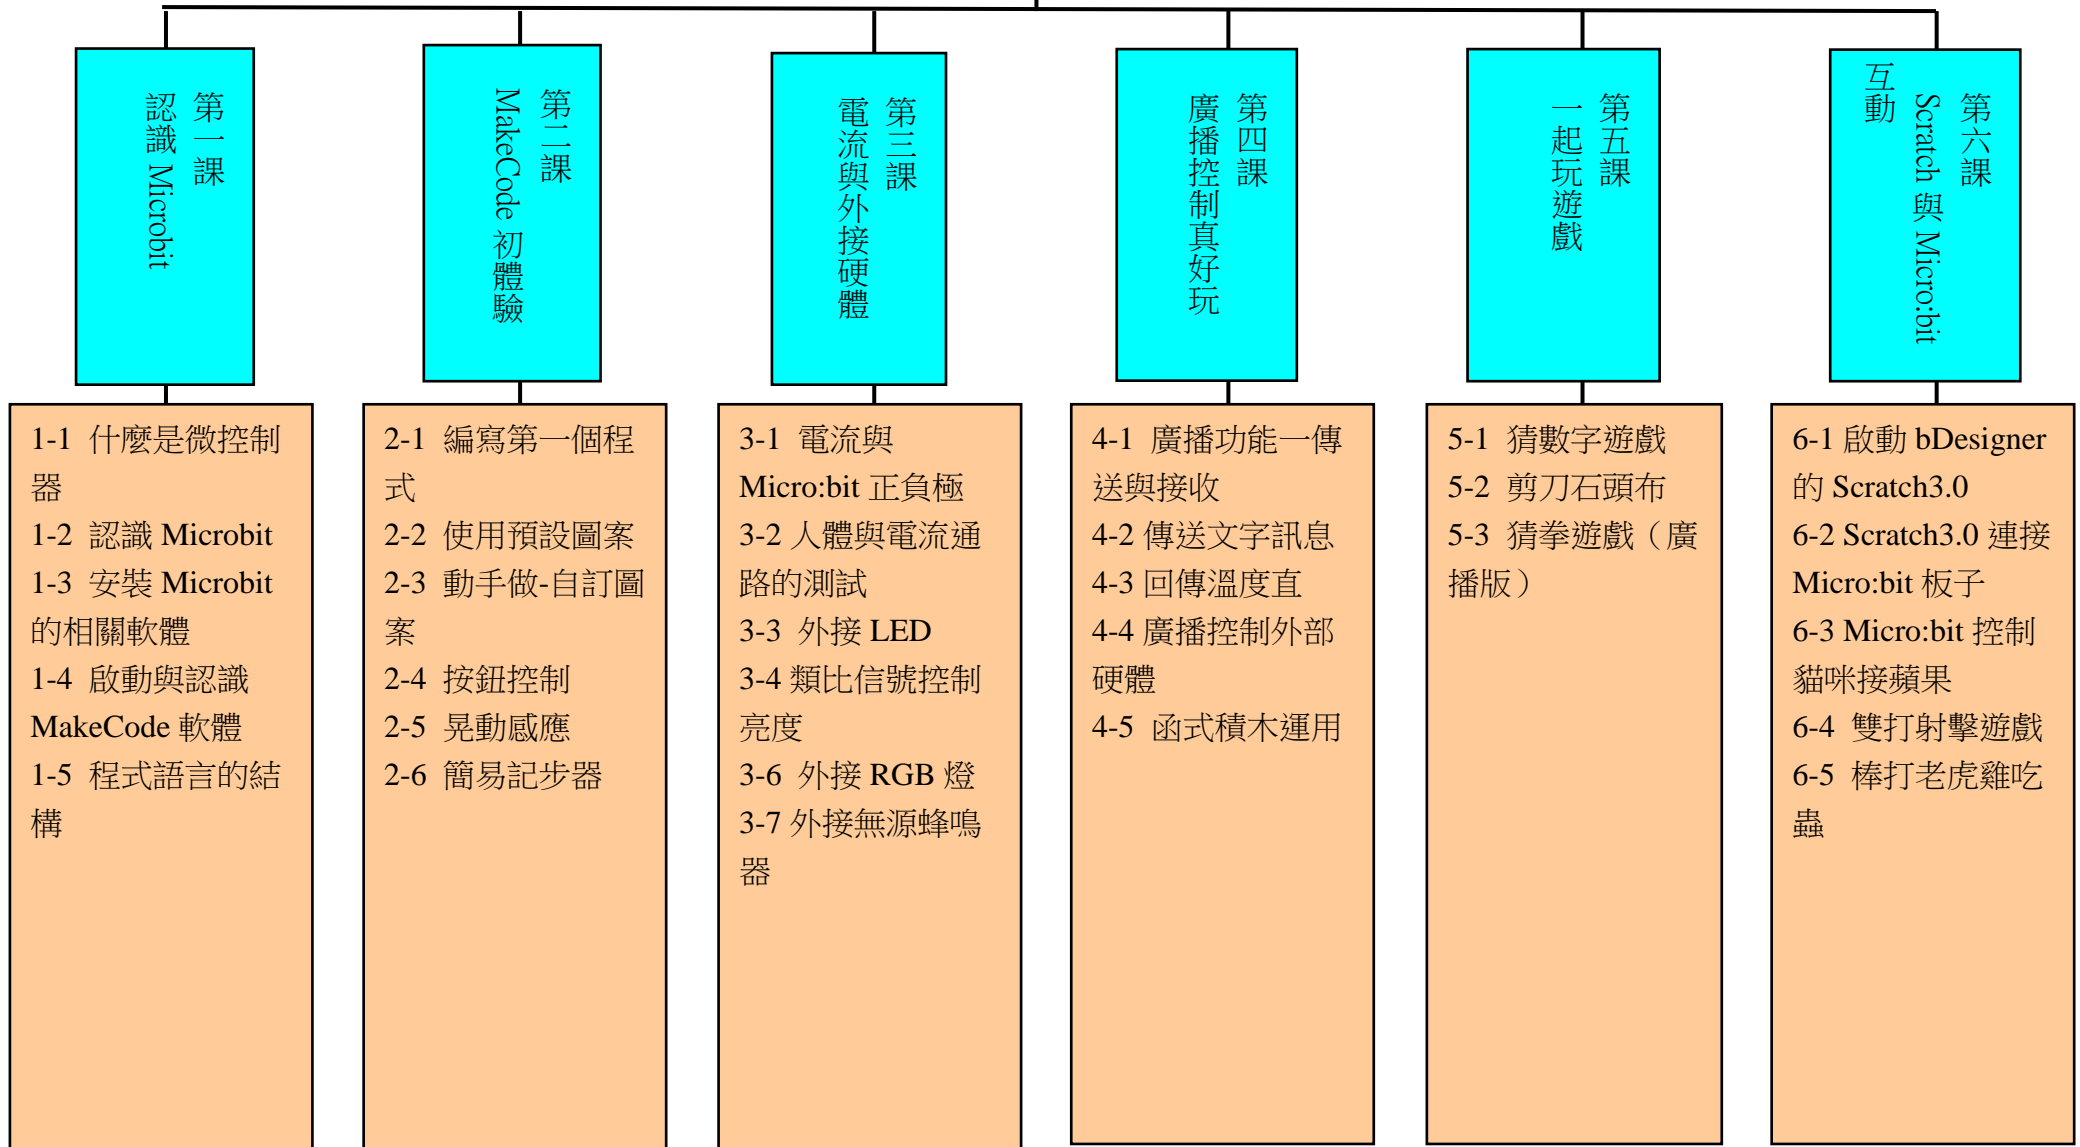 第一課
認識 Microbit
第二課
MakeCode 初體驗
第三課
電流與外接硬體
第四課
廣播控制真好玩
第五課
一起玩遊戲
第六課
Scratch 與 Micro:bit
互動
1-1 什麼是微控制
器
1-2 認識 Microbit
1-3 安裝 Microbit
的相關軟體
1-4 啟動與認識
MakeCode 軟體
1-5 程式語言的結
構
2-1 編寫第一個程
式
2-2 使用預設圖案
2-3 動手做-自訂圖
案
2-4 按鈕控制
2-5 晃動感應
2-6 簡易記步器
3-1 電流與
Micro:bit 正負極
3-2 人體與電流通
路的測試
3-3 外接 LED
3-4 類比信號控制
亮度
3-6 外接 RGB 燈
3-7 外接無源蜂鳴
器
4-1 廣播功能一傳
送與接收
4-2 傳送文字訊息
4-3 回傳溫度直
4-4 廣播控制外部
硬體
4-5 函式積木運用
5-1 猜數字遊戲
5-2 剪刀石頭布
5-3 猜拳遊戲（廣
播版）
6-1 啟動 bDesigner
的 Scratch3.0
6-2 Scratch3.0 連接
Micro:bit 板子
6-3 Micro:bit 控制
貓咪接蘋果
6-4 雙打射擊遊戲
6-5 棒打老虎雞吃
蟲